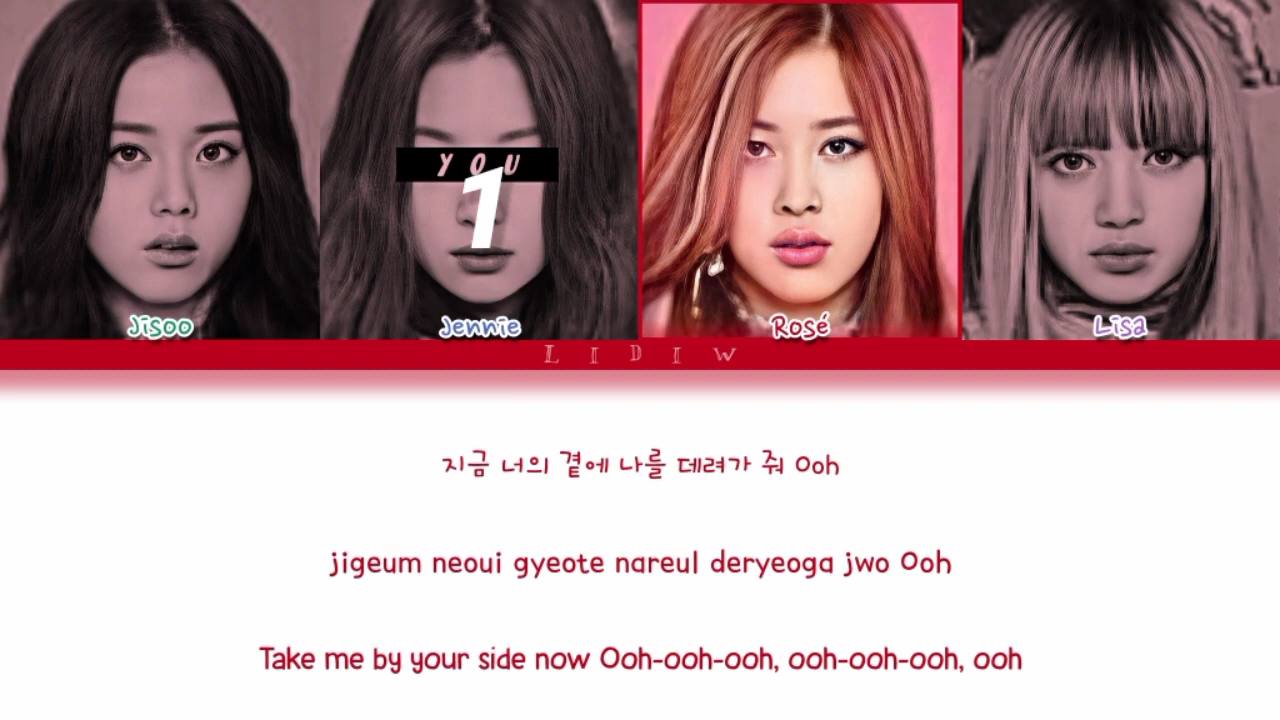 YOU
1
Jisoo
Jennie
Rosé
Lisa
LIDIW
지금 너의 곁에 나를 데려가 줘 Ooh
jigeum neoui gyeote nareul deryeoga jwo Ooh
Take me by your side now Ooh-ooh-ooh, ooh-ooh-ooh, ooh